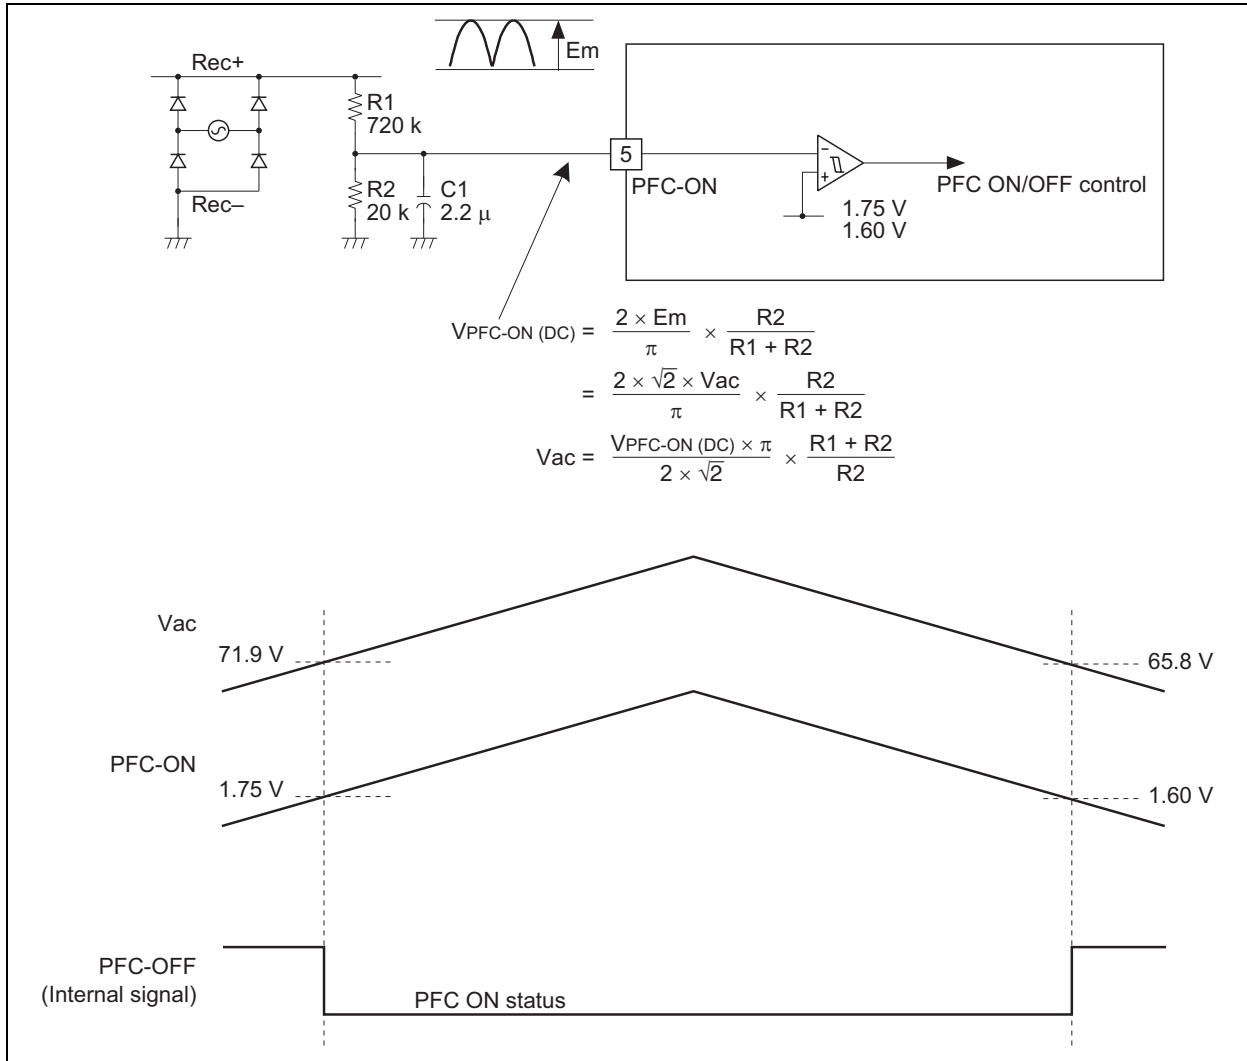 Em
Rec+
R1
720 k
5
PFC-ON
PFC ON/OFF control
R2
20 k
C1
2.2 μ
Rec–
–
+
1.75 V
1.60 V
VPFC-ON (DC) = 2 × Em / π × R2 / R1 + R2
= 2 × √2 × Vac / π × R2 / R1 + R2
Vac = VPFC-ON (DC) × π / 2 × √2 × R1 + R2 / R2
Vac
71.9 V
65.8 V
PFC-ON
1.75 V
1.60 V
PFC-OFF
(Internal signal)
PFC ON status